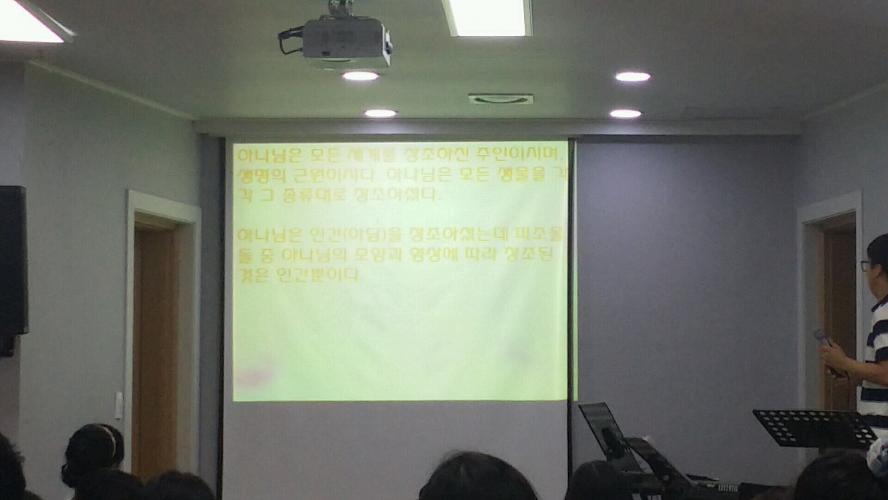 하나님은 모든 세계를 창조하신 주인이시며,
생명의 근원이시다. 하나님은 모든 생물을 각
각 그 종류대로 창조하셨다.
하나님은 인간(아담)을 창조하셨는데 피조물
들 중 하나님의 모양과 형상에 따라 창조된
것은 인간뿐이다